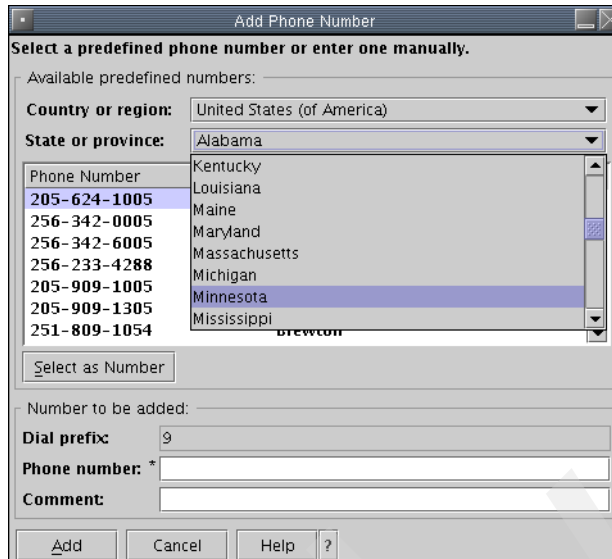 Add Phone Number
Select a predefined phone number or enter one manually.
Available predefined numbers:
Country or region: United States (of America)
State or province: Alabama
Kentucky
Louisiana
Maine
Maryland
Massachusetts
Michigan
Minnesota
Mississippi
Phone Number
205-624-1005
256-342-0005
256-342-6005
256-233-4288
205-909-1005
205-909-1305
251-809-1054 Brewton
Select as Number
Number to be added:
Dial prefix: 9
Phone number: *
Comment:
Add Cancel Help ?